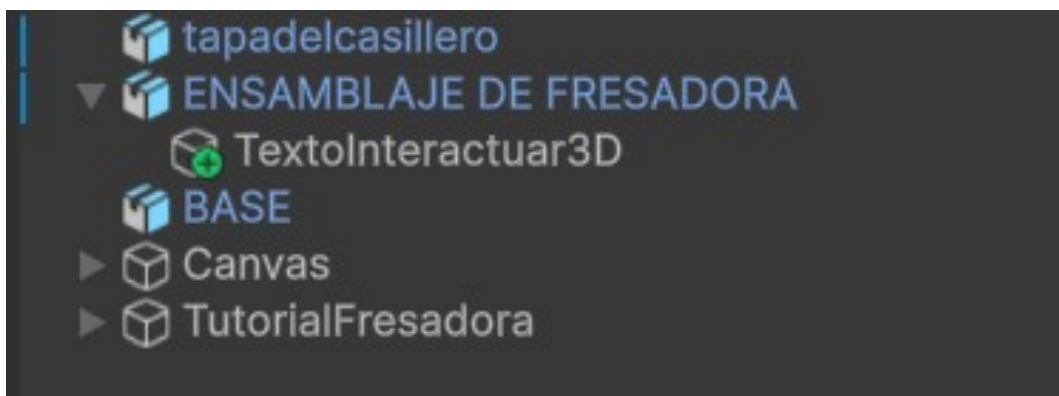 tapadelcasillero
ENSAMBLAJE DE FRESADORA
TextoInteractuar3D
BASE
Canvas
TutorialFresadora